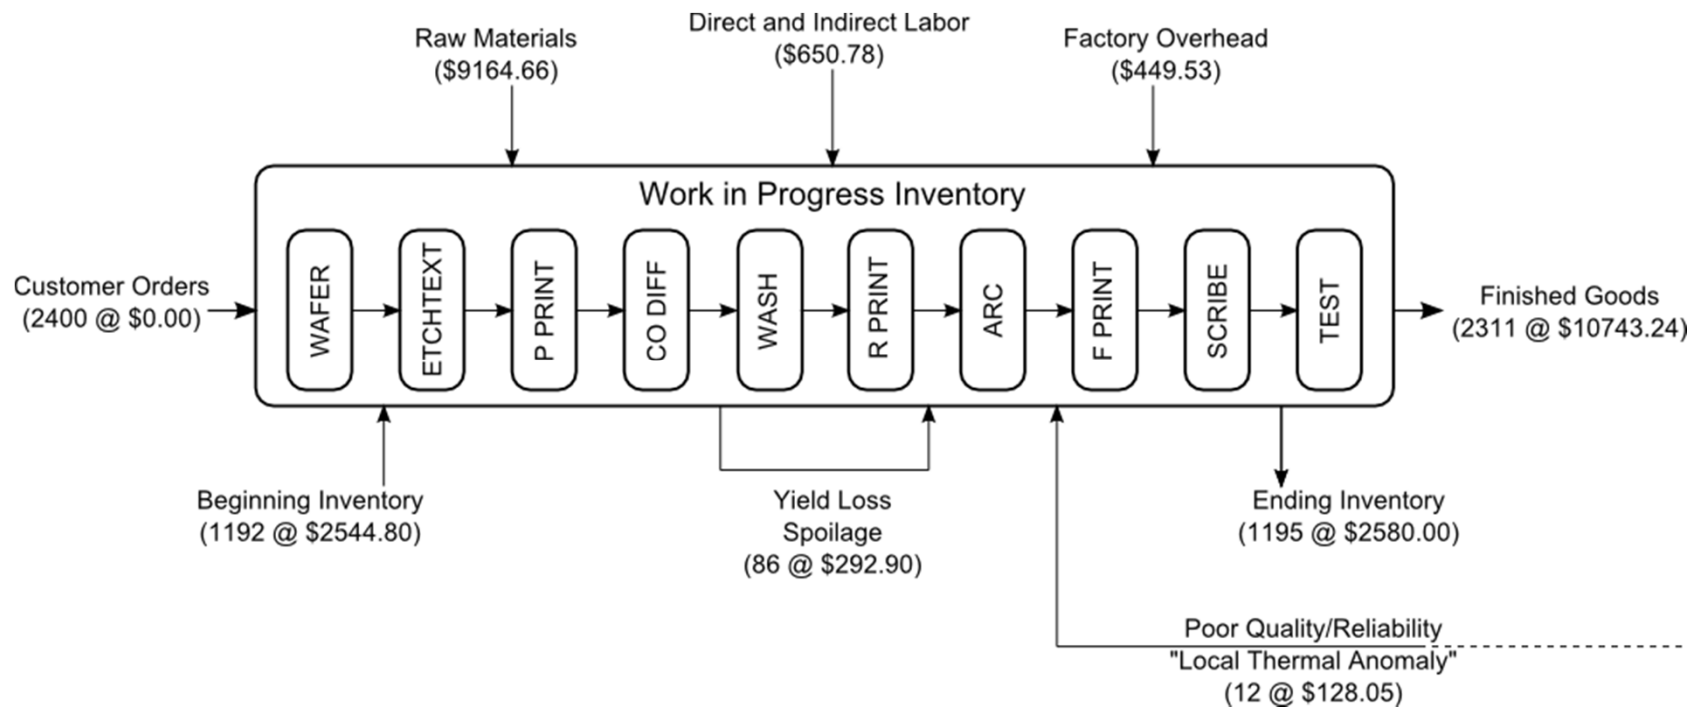 Direct and Indirect Labor
($650.78)
Raw Materials
($9164.66)
Factory Overhead
($449.53)
Work in Progress Inventory
Customer Orders
(2400 @ $0.00)
WAFER
ETCHTEXT
P PRINT
CO DIFF
WASH
R PRINT
ARC
F PRINT
SCRIBE
TEST
Finished Goods
(2311 @ $10743.24)
Beginning Inventory
(1192 @ $2544.80)
Yield Loss
Spoilage
(86 @ $292.90)
Ending Inventory
(1195 @ $2580.00)
Poor Quality/Reliability
"Local Thermal Anomaly"
(12 @ $128.05)